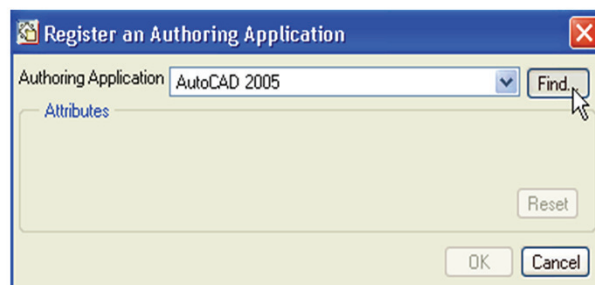 Register an Authoring Application
Authoring Application AutoCAD 2005 Find...
Attributes
Reset
OK Cancel